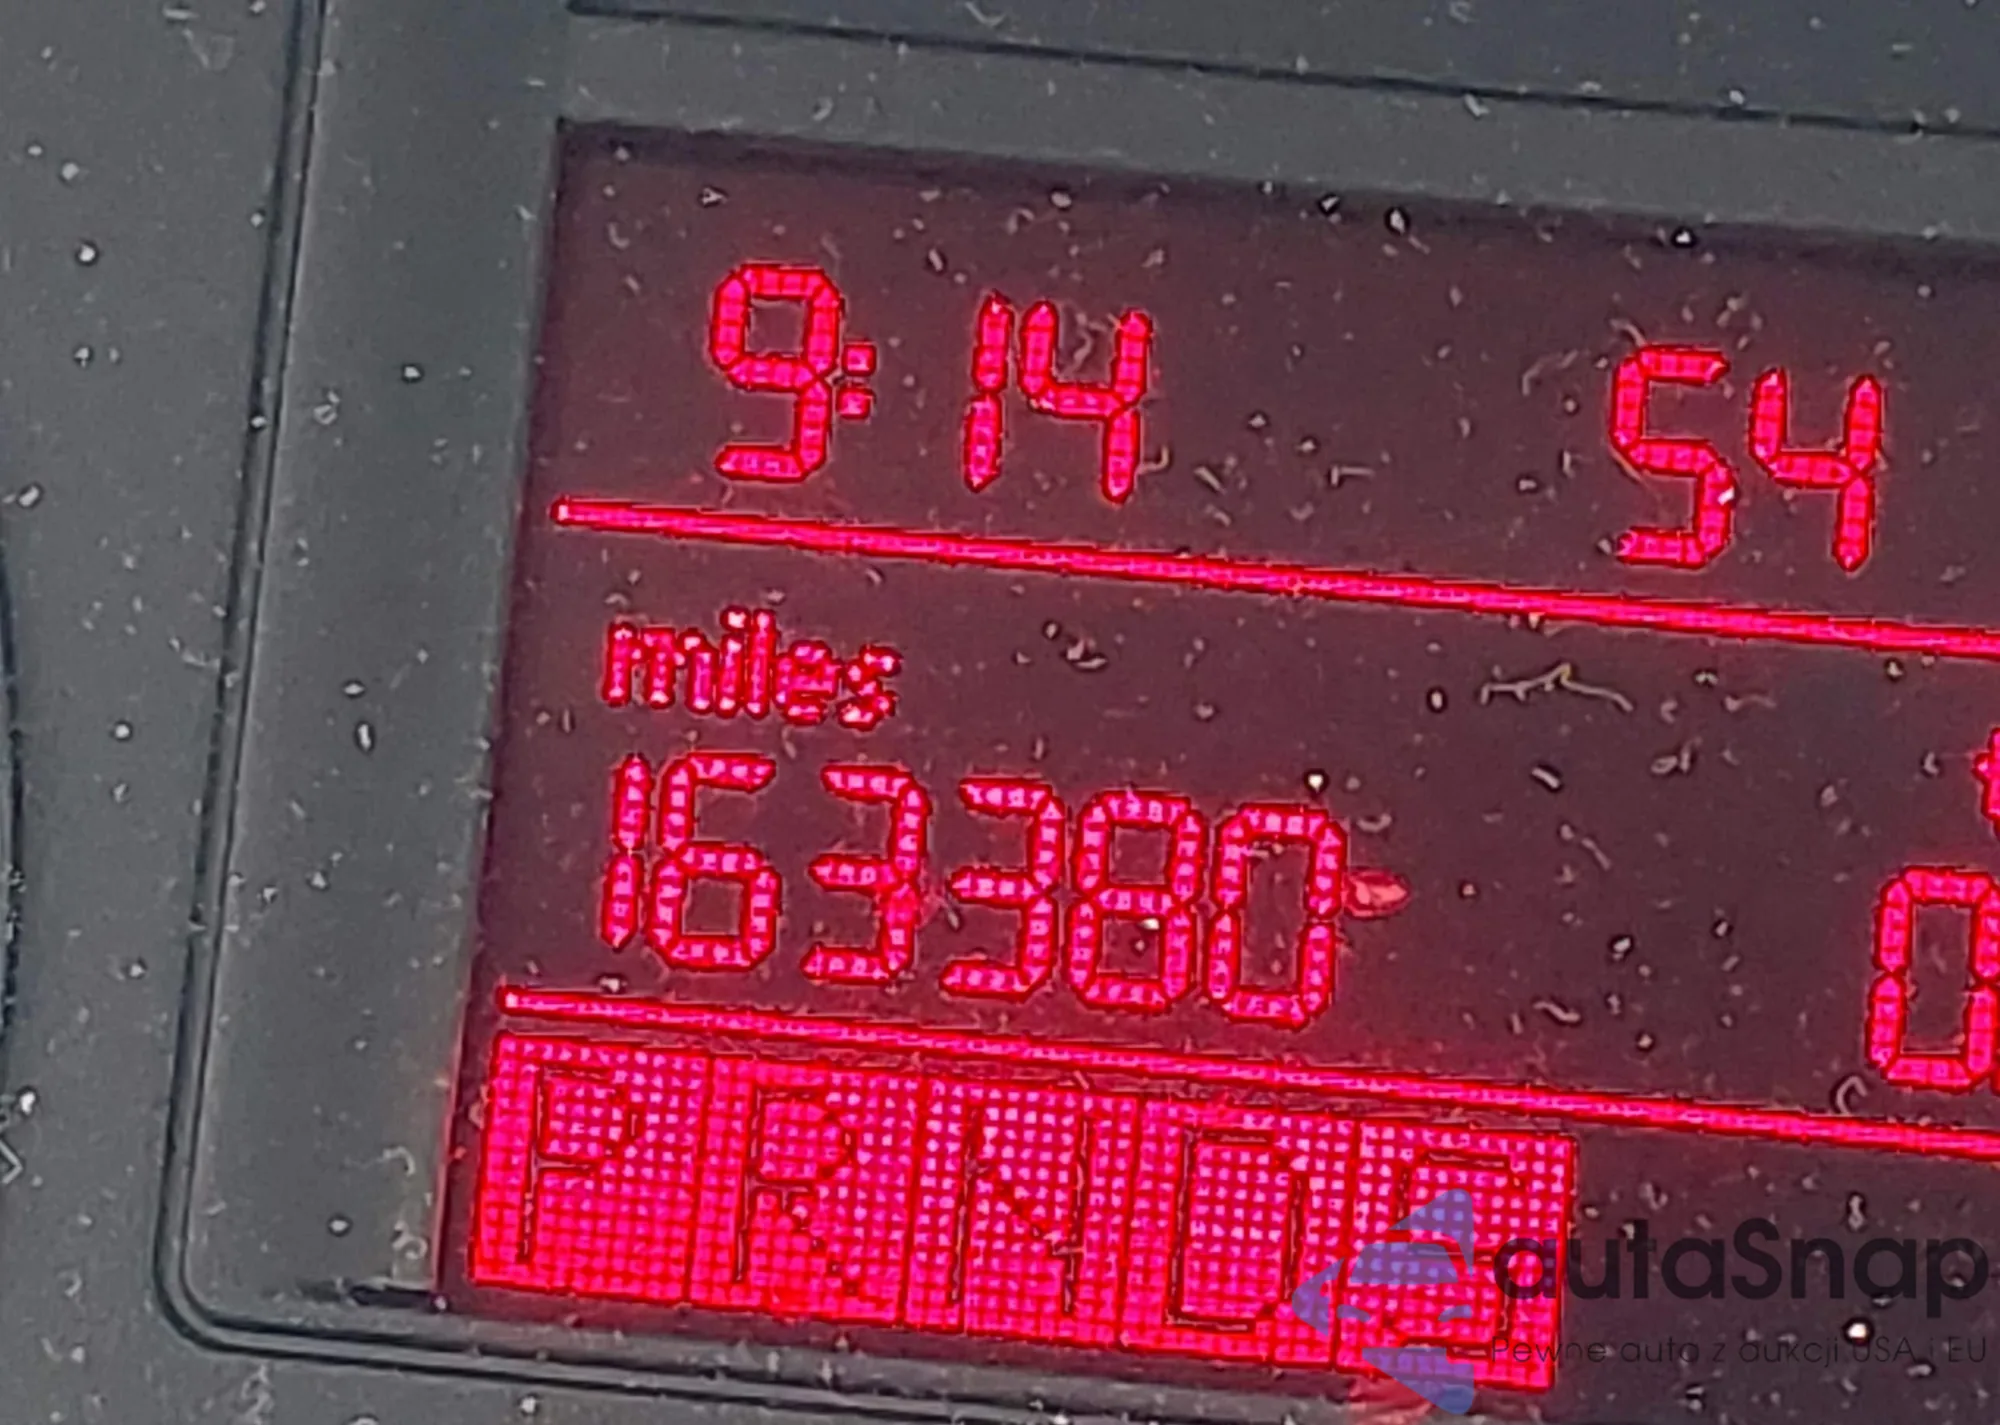 9:14 54
miles
163380
PRNDS
autaSnap
Pewne auta z aukcji USA i EU